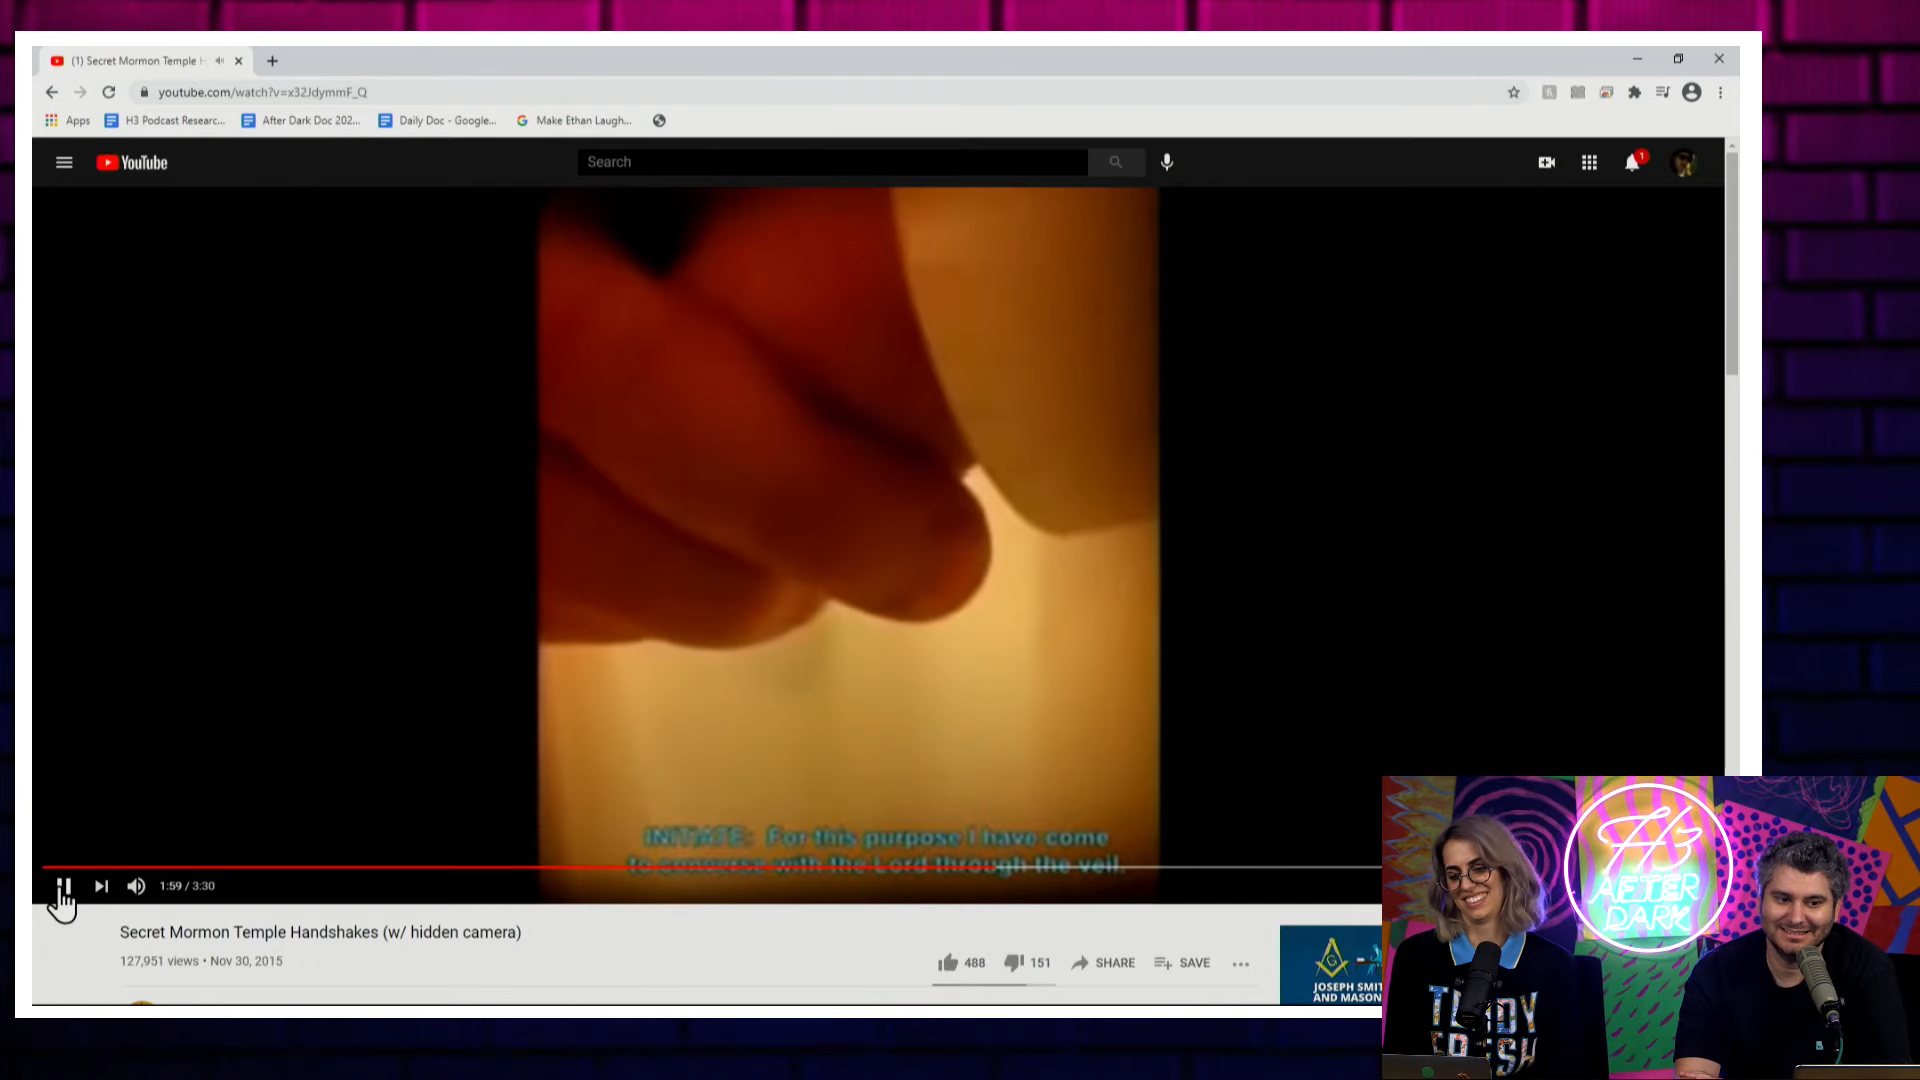 (1) Secret Mormon Temple H
youtube.com/watch?v=x32JdymmF_Q
Apps H3 Podcast Researc... After Dark Doc 202... Daily Doc - Google... Make Ethan Laugh...
YouTube Search 1
INITIATE: For this purpose I have come
to converse with the Lord through the veil.
1:59 / 3:30
Secret Mormon Temple Handshakes (w/ hidden camera)
127,951 views • Nov 30, 2015
488 151 SHARE SAVE ...
G
JOSEPH SMIT
AND MASON
H3
AFTER
DARK
TEDY
FRESH